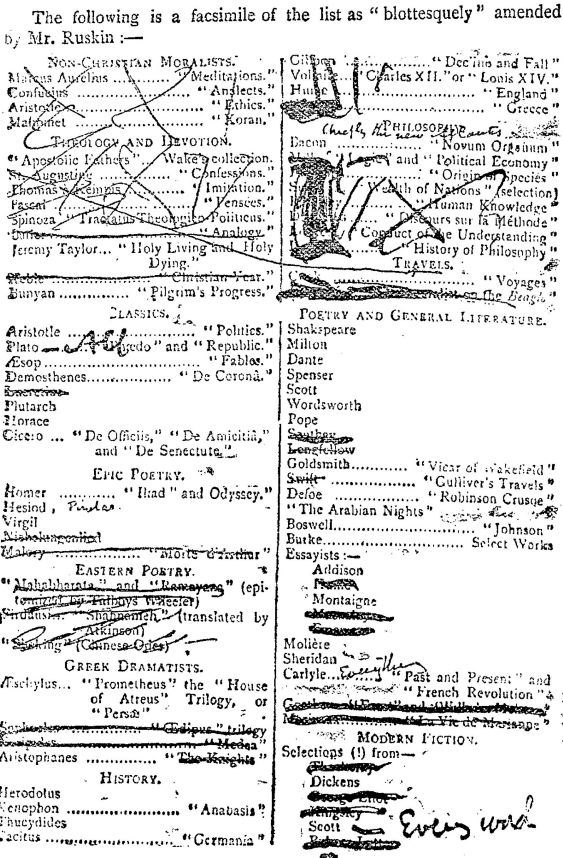 The following is a facsimile of the list as "blottesquely" amended
by Mr. Ruskin :—
NON-CHRISTIAN MORALISTS.
Marcus Aurelius ............ "Meditations."
Confucius ............ "Analects."
Aristotle ............ "Ethics."
Mahomet ............ "Koran."
THEOLOGY AND DEVOTION.
"Apostolic Fathers" ... Wake's collection.
St. Augustine ............ "Confessions."
Thomas à Kempis ......... "Imitation."
Pascal ............ "Pensées."
Spinoza "Tractatus Theologico-Politicus."
Butler ............ "Analogy."
Jeremy Taylor... "Holy Living and Holy
Dying."
Keble ............ "Christian Year."
Bunyan ......... "Pilgrim's Progress."
CLASSICS.
Aristotle ............ "Politics."
Plato — All "Phædo" and "Republic."
Æsop ............ "Fables."
Demosthenes............ "De Coronâ."
Lucretius
Plutarch
Horace
Cicero ... "De Officiis," "De Amicitiâ,"
and "De Senectute."
EPIC POETRY.
Homer ............ "Iliad" and Odyssey."
Hesiod, Pindar
Virgil
Niebelungenlied
Malory ............ "Morte d'Arthur"
EASTERN POETRY.
"Mahabharata" and "Ramayana" (epi-
tomised by Talboys Wheeler)
Firdausi... "Shahnameh," (translated by
Atkinson)
"Sheking" (Chinese Odes)
GREEK DRAMATISTS.
Æschylus... "Prometheus" the "House
of Atreus" Trilogy, or
"Persæ"
Sophocles ......... "Œdipus" trilogy
Euripides ............ "Medea"
Aristophanes ............ "The Knights"
HISTORY.
Herodotus
Xenophon ............ "Anabasis"
Thucydides
Tacitus ............ "Germania"
Gibbon ............ "Decline and Fall"
Voltaire... "Charles XII." or "Louis XIV."
Hume ............ "England"
"Greece"
PHILOSOPHY
Bacon ............ "Novum Organum"
and "Political Economy"
"Origin of Species"
"Wealth of Nations" (selection)
Human Knowledge"
"Discours sur la Méthode"
"Conduct of the Understanding"
"History of Philosophy"
TRAVELS.
Cook ............ "Voyages"
on the Beagle"
POETRY AND GENERAL LITERATURE.
Shakspeare
Milton
Dante
Spenser
Scott
Wordsworth
Pope
Southey
Longfellow
Goldsmith............ "Vicar of Wakefield"
Swift ............ "Gulliver's Travels"
Defoe ............ "Robinson Crusoe"
"The Arabian Nights"
Boswell............ "Johnson"
Burke............ Select Works
Essayists :—
Addison
Montaigne
Molière
Sheridan
Carlyle... Everything "Past and Present" and
"French Revolution"
"La Vie de Marianne"
MODERN FICTION.
Selections (!) from—
Thackeray
Dickens
George Eliot
Kingsley
Scott — Every word